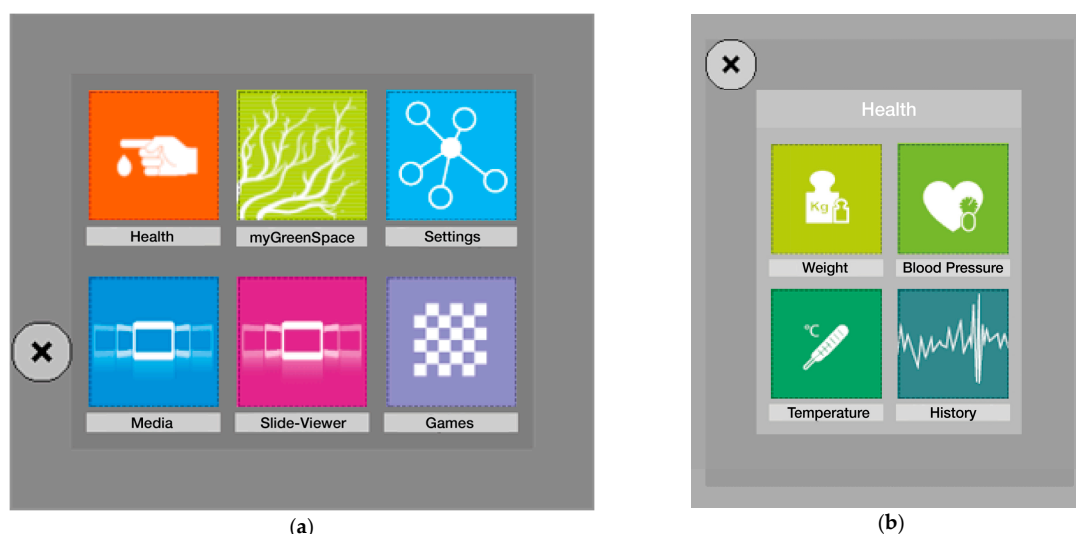 Health myGreenSpace Settings
Media Slide-Viewer Games
(a)
Health
Kg
Weight Blood Pressure
°C
Temperature History
(b)